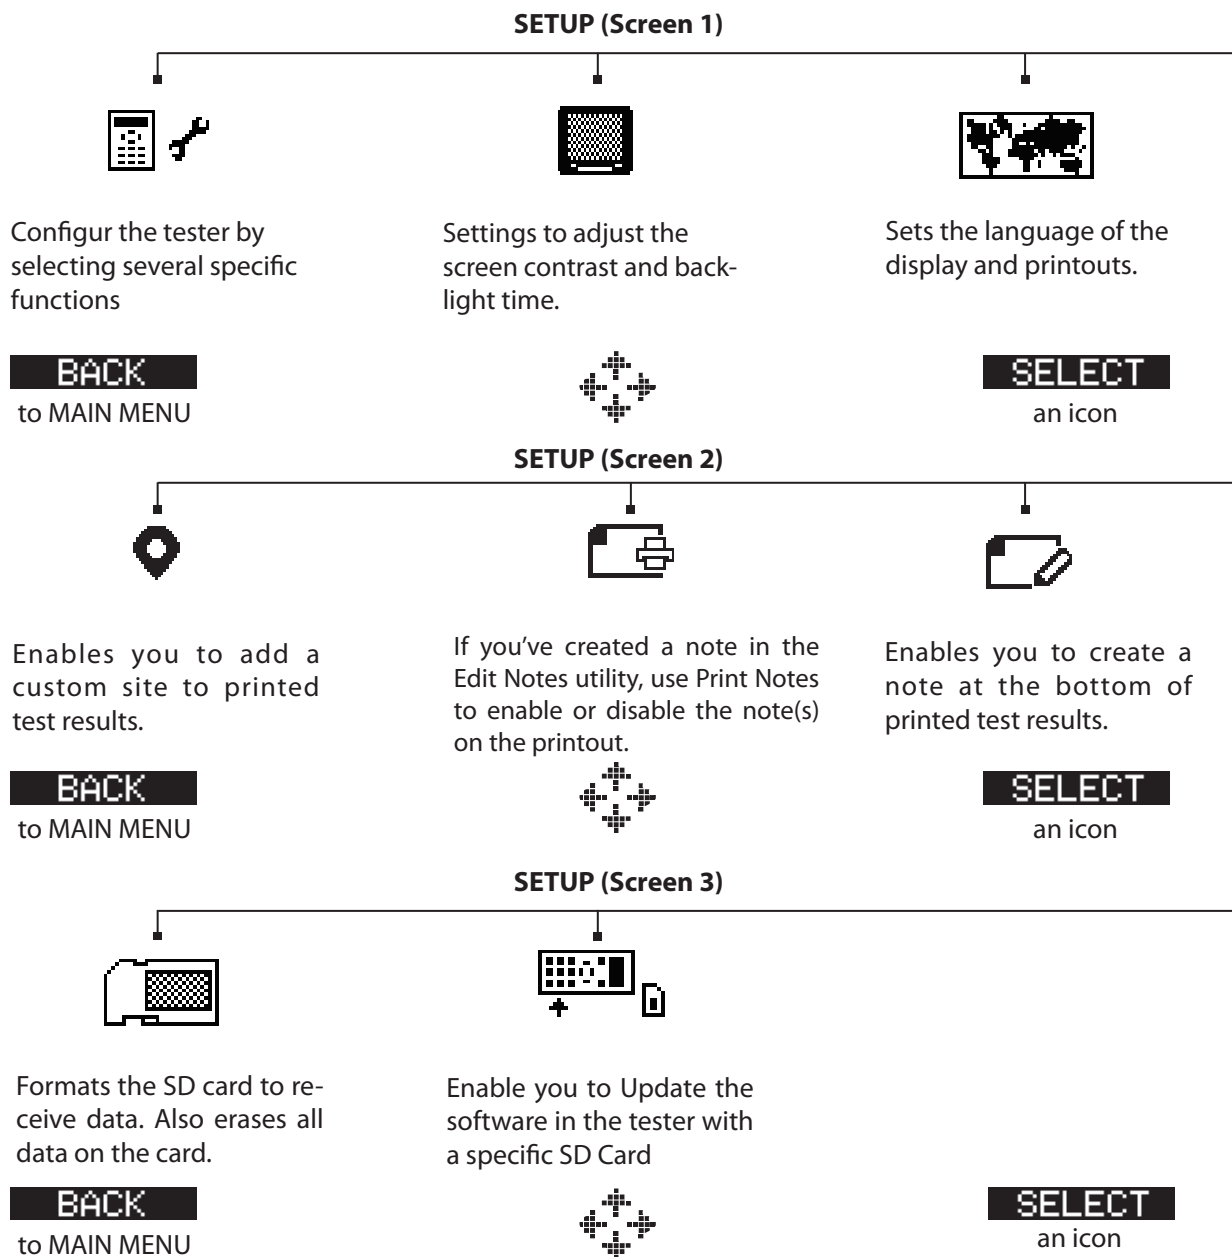 SETUP (Screen 1)
Configur the tester by
selecting several specific
functions
Settings to adjust the
screen contrast and back-
light time.
Sets the language of the
display and printouts.
BACK
to MAIN MENU
SELECT
an icon
SETUP (Screen 2)
Enables you to add a
custom site to printed
test results.
If you’ve created a note in the
Edit Notes utility, use Print Notes
to enable or disable the note(s)
on the printout.
Enables you to create a
note at the bottom of
printed test results.
BACK
to MAIN MENU
SELECT
an icon
SETUP (Screen 3)
Formats the SD card to re-
ceive data. Also erases all
data on the card.
Enable you to Update the
software in the tester with
a specific SD Card
BACK
to MAIN MENU
SELECT
an icon